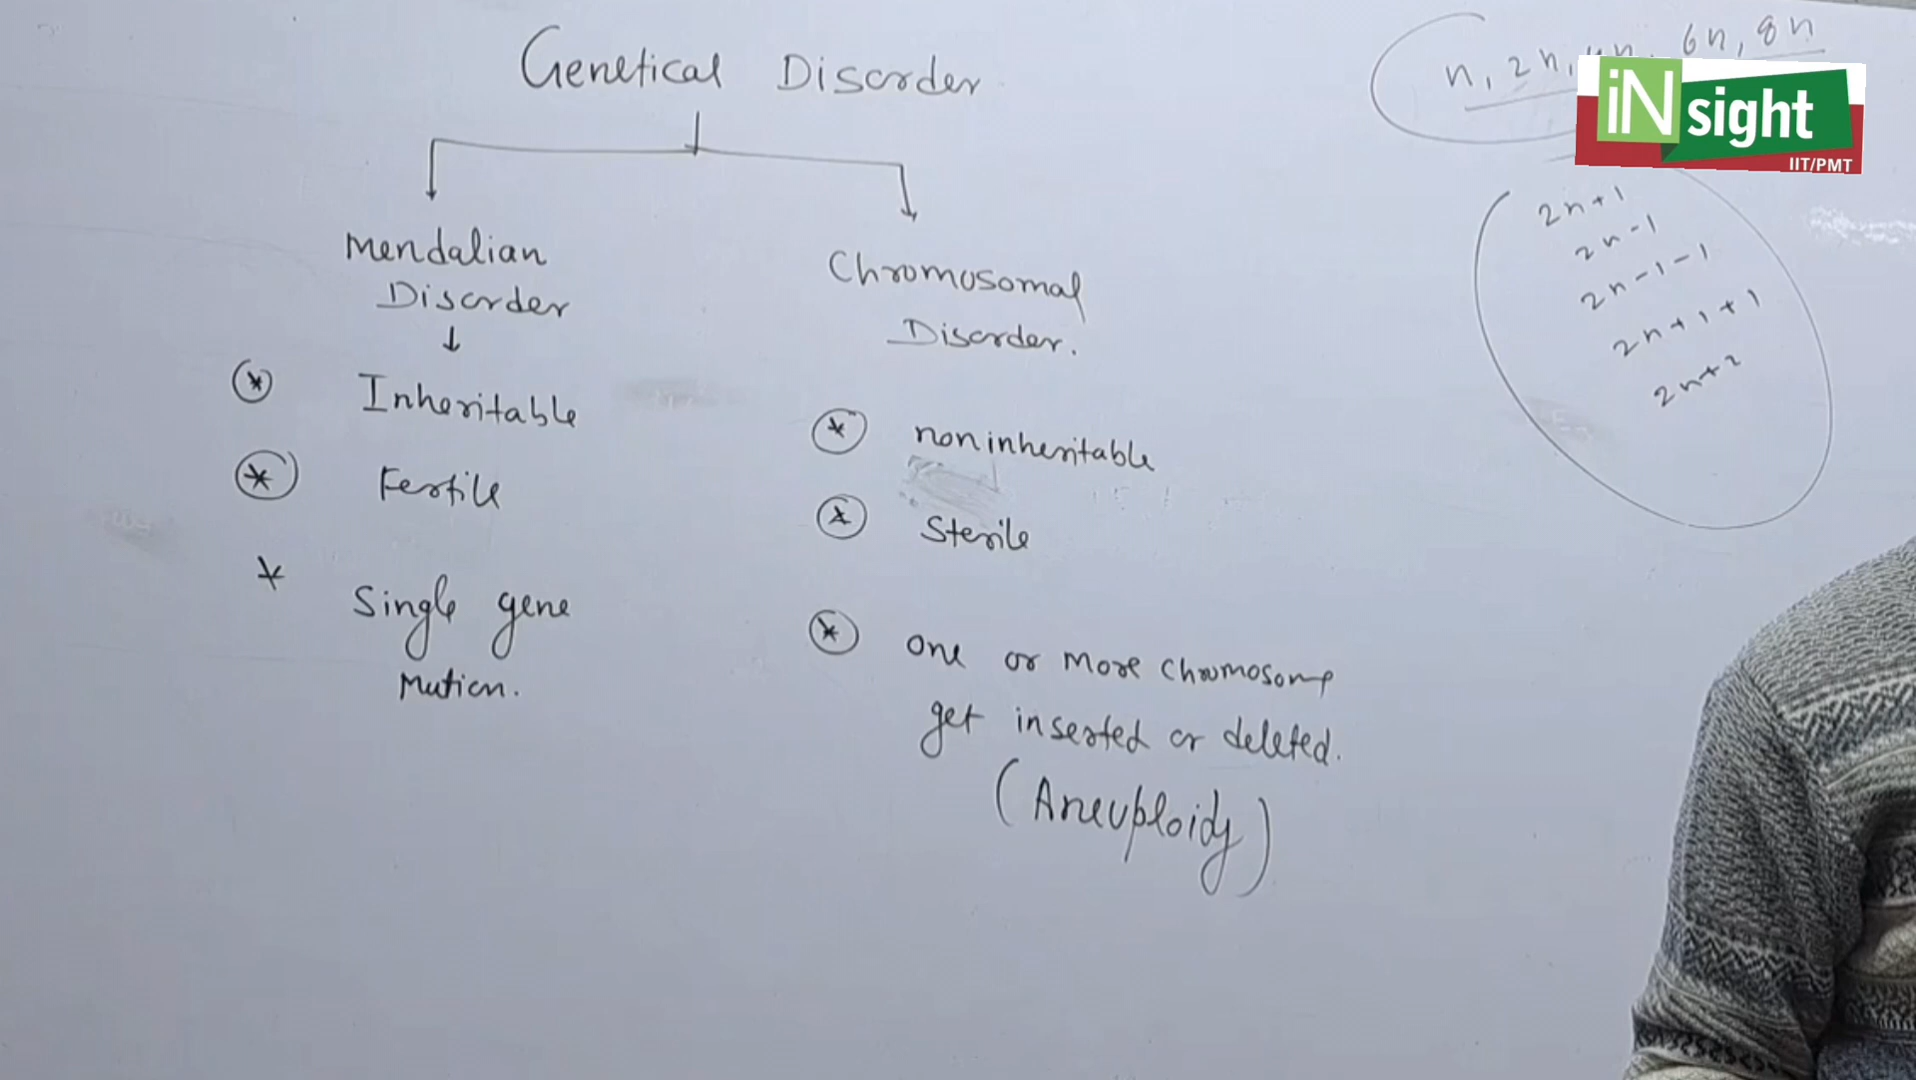 Genetical Disorder
n, 2n, 4n, 6n, 8n
iNsight
IIT/PMT
2n+1
2n-1
2n-1-1
2n+1+1
2n+2
Mendalian
Disorder
Inheritable
Fertile
Single gene
Mution.
Chromosomal
Disorder.
noninheritable
Sterile
One or More Chromosome
get inserted or deleted.
(Aneuploidy)